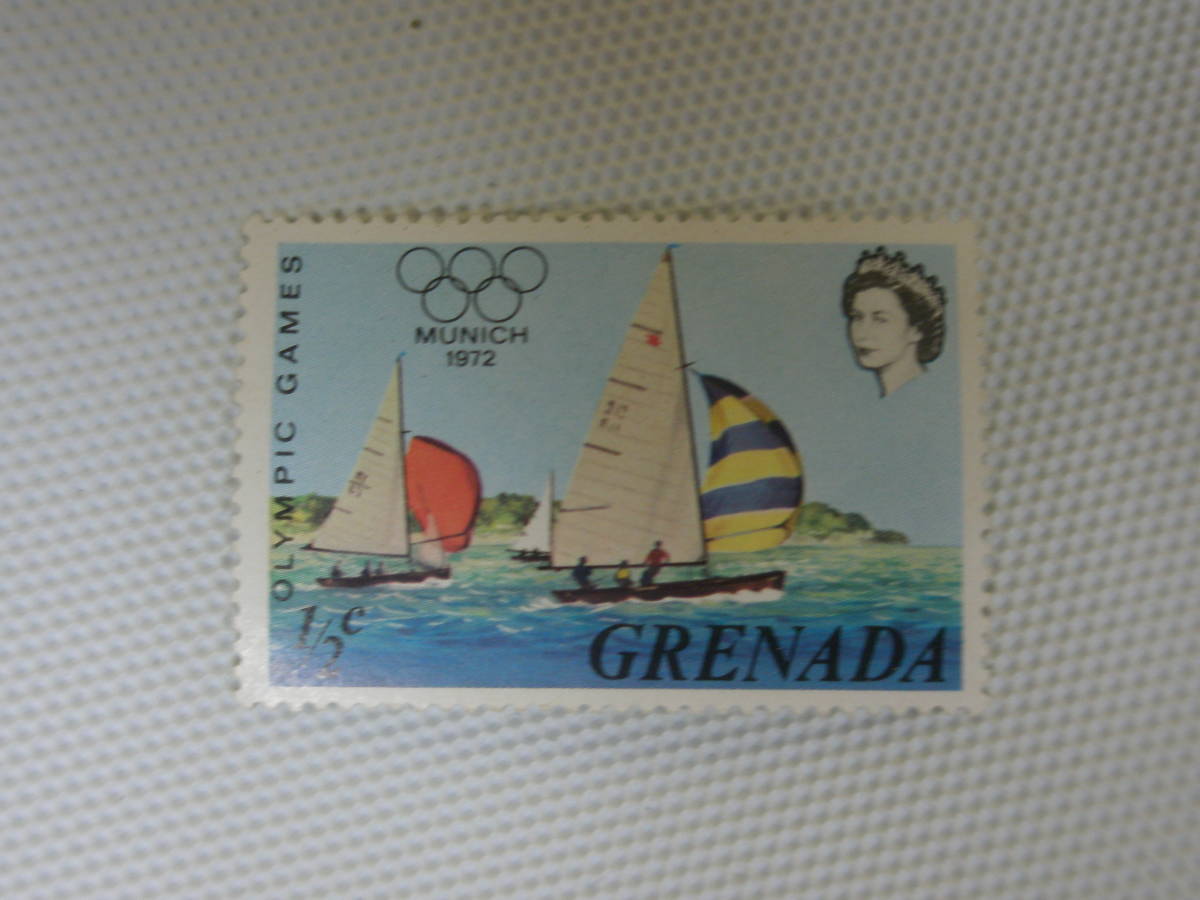 OLYMPIC GAMES
MUNICH
1972
½c
GRENADA